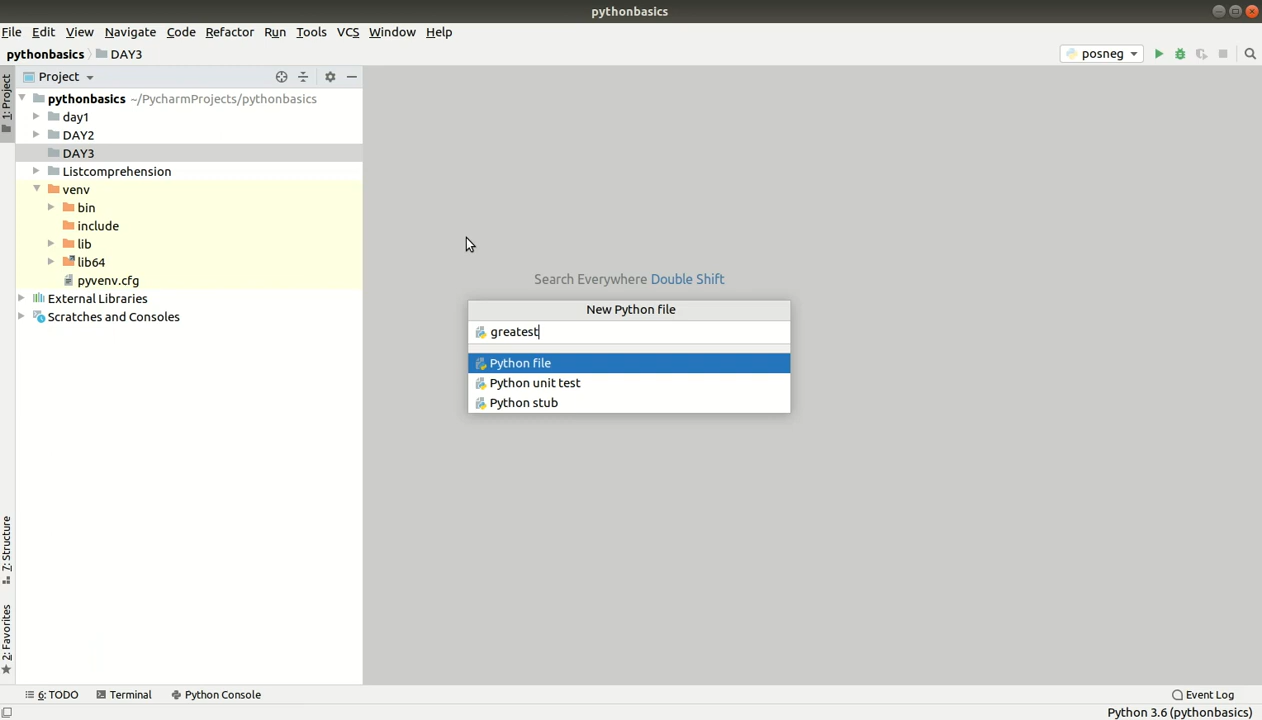 pythonbasics
File Edit View Navigate Code Refactor Run Tools VCS Window Help
pythonbasics DAY3 posneg
1: Project
Project
pythonbasics ~/PycharmProjects/pythonbasics
day1
DAY2
DAY3
Listcomprehension
venv
bin
include
lib
lib64
pyvenv.cfg
External Libraries
Scratches and Consoles
Search Everywhere Double Shift
New Python file
greatest
Python file
Python unit test
Python stub
7: Structure
2: Favorites
6: TODO Terminal Python Console Event Log
Python 3.6 (pythonbasics)